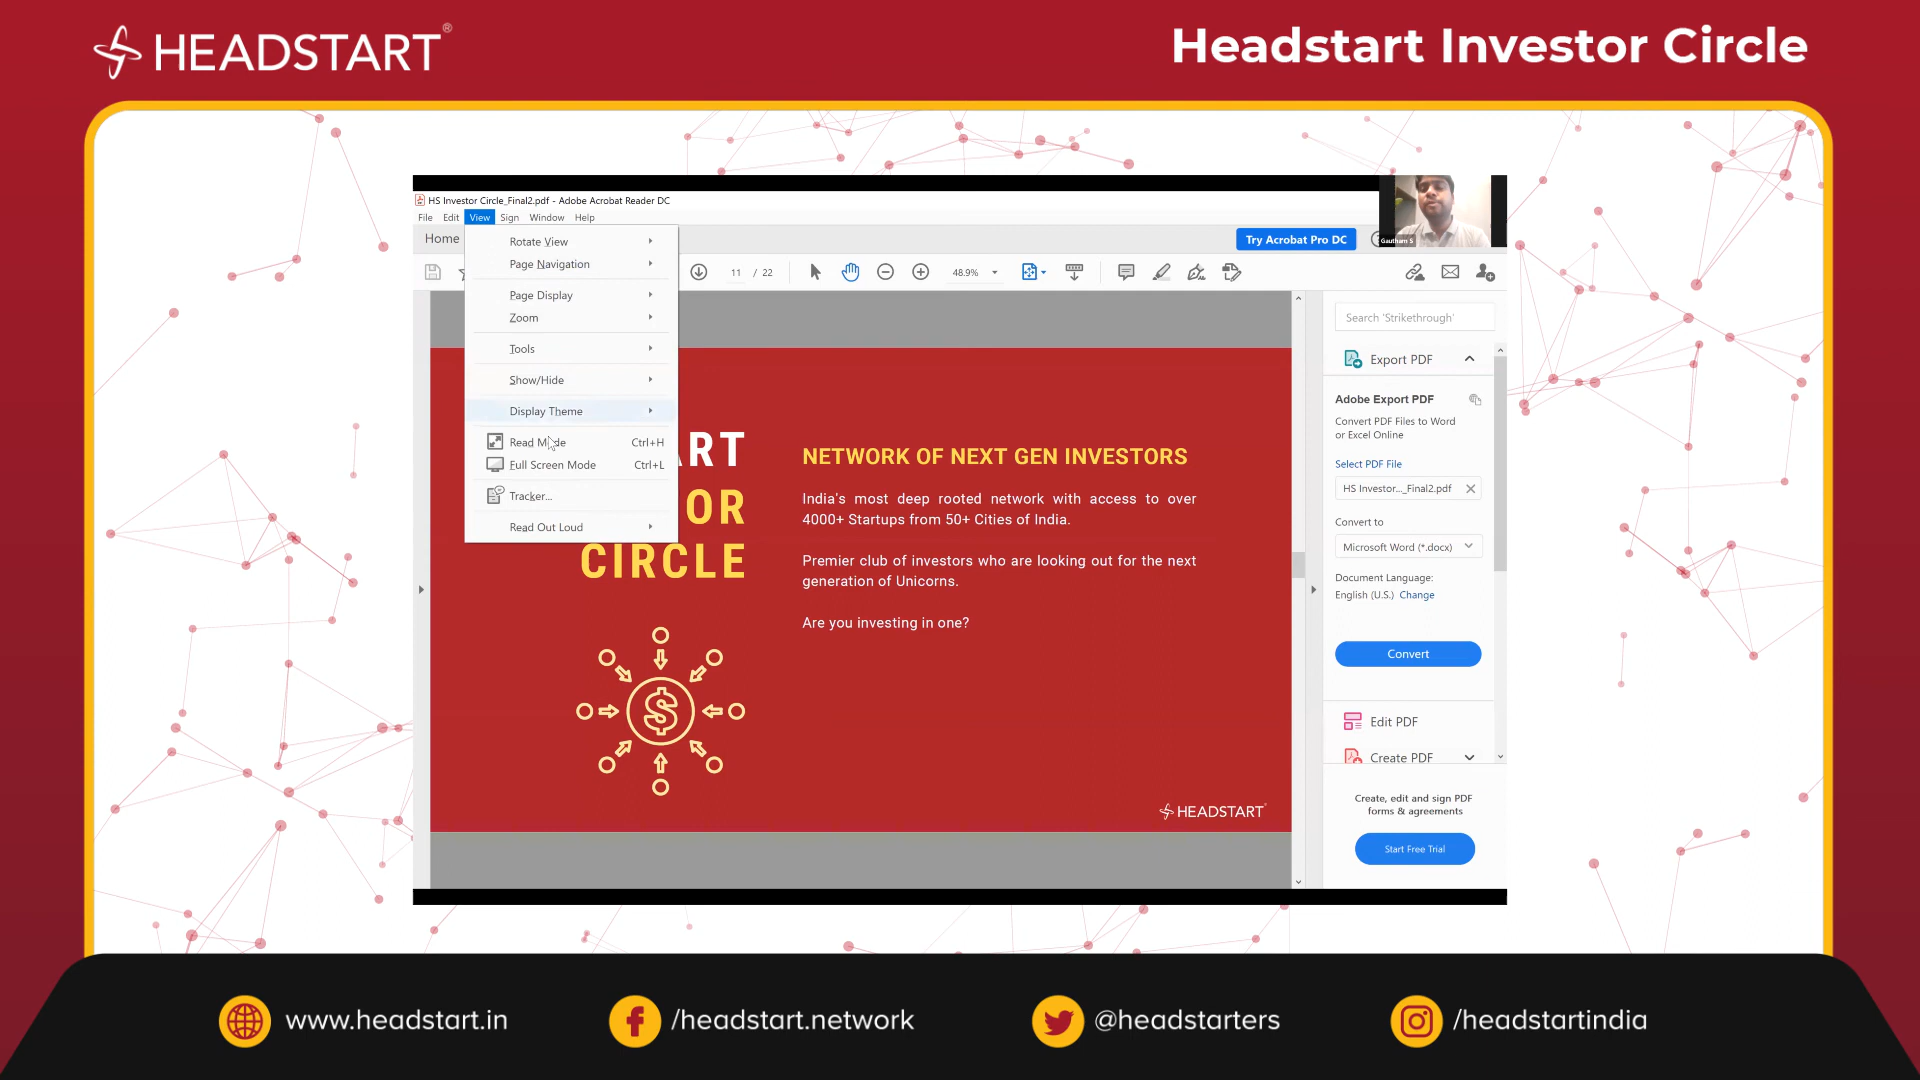 HEADSTART®
Headstart Investor Circle
HS Investor Circle_Final2.pdf - Adobe Acrobat Reader DC
File Edit View Sign Window Help
Home
Try Acrobat Pro DC
Gautham S
11 / 22
48.9%
Rotate View
Page Navigation
Page Display
Zoom
Tools
Show/Hide
Display Theme
Read Mode Ctrl+H
Full Screen Mode Ctrl+L
Tracker...
Read Out Loud
ART
OR
CIRCLE
NETWORK OF NEXT GEN INVESTORS
India's most deep rooted network with access to over
4000+ Startups from 50+ Cities of India.
Premier club of investors who are looking out for the next
generation of Unicorns.
Are you investing in one?
HEADSTART
Search 'Strikethrough'
Export PDF
Adobe Export PDF
Convert PDF Files to Word
or Excel Online
Select PDF File
HS Investor..._Final2.pdf
Convert to
Microsoft Word (*.docx)
Document Language:
English (U.S.) Change
Convert
Edit PDF
Create PDF
Create, edit and sign PDF
forms & agreements
Start Free Trial
www.headstart.in
/headstart.network
@headstarters
/headstartindia